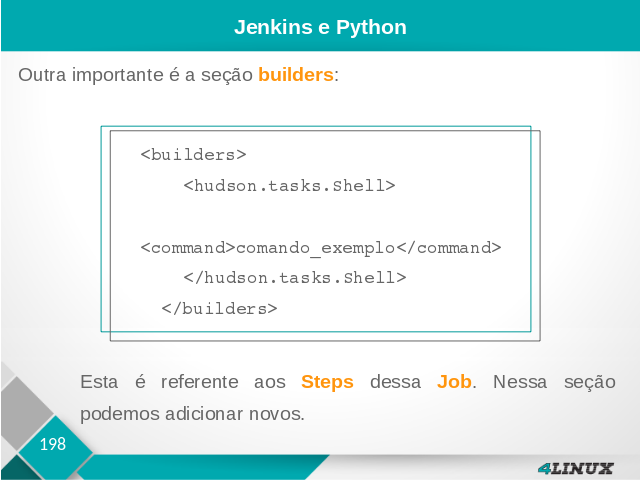 Jenkins e Python
Outra importante é a seção builders:
<builders>
<hudson.tasks.Shell>
<command>comando_exemplo</command>
</hudson.tasks.Shell>
</builders>
Esta é referente aos Steps dessa Job. Nessa seção
podemos adicionar novos.
198
4LINUX